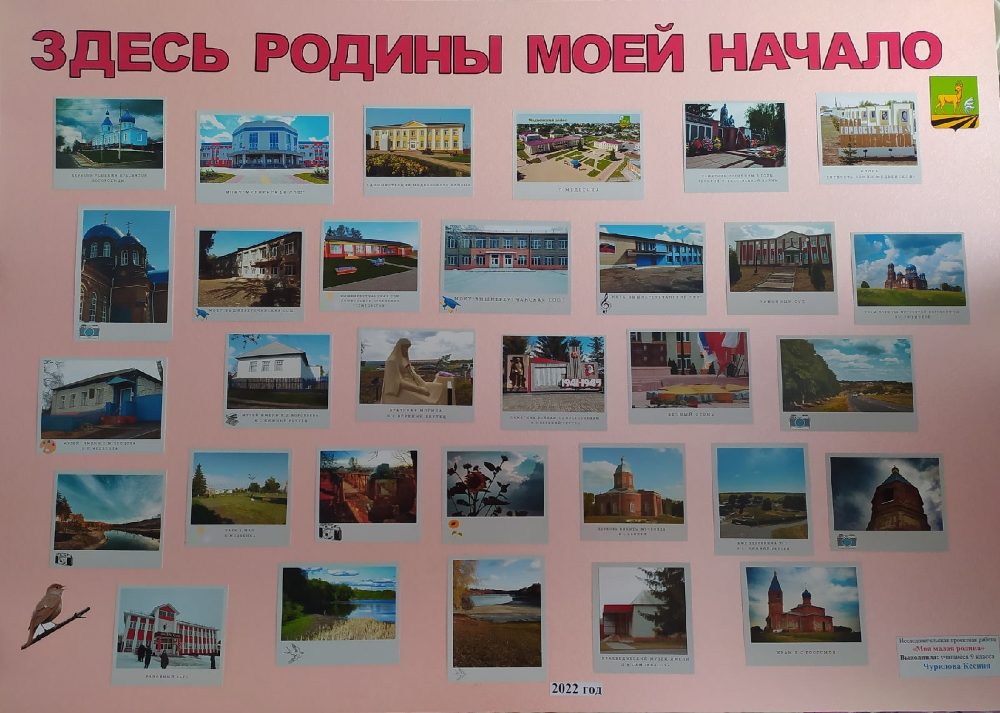 ЗДЕСЬ РОДИНЫ МОЕЙ НАЧАЛО
ЦЕРКОВЬ УСПЕНИЯ ПРЕСВЯТОЙ
БОГОРОДИЦЫ
МОКУ "МЕДВЕНСКАЯ СОШ"
АДМИНИСТРАЦИЯ МЕДВЕНСКОГО РАЙОНА
Медвенский район
П. МЕДВЕНКА
ПАМЯТНИК ПОГИБШИМ В ГОДЫ
ВЕЛИКОЙ ОТЕЧЕСТВЕННОЙ ВОЙНЫ
АЛЛЕЯ
ГОРДОСТЬ ЗЕМЛИ
МЕДВЕНСКОЙ
АЛЛЕЯ
"ГОРДОСТЬ ЗЕМЛИ МЕДВЕНСКОЙ"
МОКУ "ВЫШНЕРЕУТЧАНСКАЯ СОШ"
ВЫШНЕРЕУТЧАНСКАЯ СОШ
ДОШКОЛЬНОЕ ОТДЕЛЕНИЕ
"СЕМИЦВЕТИК"
МОКУ "ВЫШНЕРЕУТЧАНСКАЯ СОШ"
МКУК "ВЫШНЕРЕУТЧАНСКИЙ СДК"
РАЙОННЫЙ СУД
МУЗЕЙ ИМЕНИ Е.М.ЧЕПЦОВА
В П.МЕДВЕНКА
МУЗЕЙ ИМЕНИ К.Д.ВОРОБЬЕВА
В С.НИЖНИЙ РЕУТЕЦ
БРАТСКАЯ МОГИЛА
В С.ВЕРХНИЙ РЕУТЕЦ
1941-1945
ПАМЯТНИК ВОИНАМ-ОДНОСЕЛЬЧАНАМ
В С.ВЕРХНИЙ РЕУТЕЦ
ВЕЧНЫЙ ОГОНЬ
ПАРК 1 МАЯ
П.МЕДВЕНКА
ЦЕРКОВЬ НИКИТЫ МУЧЕНИКА
В С. НИЖНИЙ РЕУТЕЦ
РАЙОННЫЙ ЗАГС
КРАЕВЕДЧЕСКИЙ МУЗЕЙ ИМЕНИ
ХРАМ В С.ГОСТОМЛЯ
Исследовательская проектная работа
«Моя малая родина»
Выполнила: учащиеся 9 класса
Чурилова Ксения
2022 год